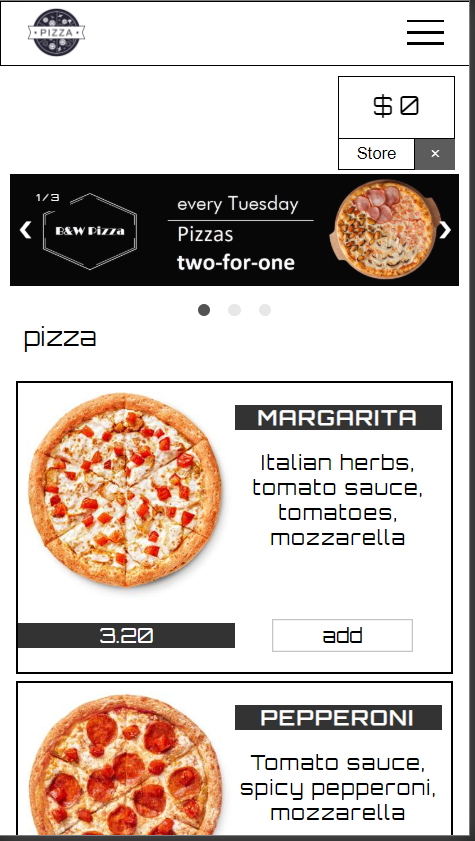 • PIZZA •
$ 0
Store ×
1/3
❮ B&W Pizza ❯
every Tuesday
Pizzas
two-for-one
pizza
MARGARITA
Italian herbs,
tomato sauce,
tomatoes,
mozzarella
3.20
add
PEPPERONI
Tomato sauce,
spicy pepperoni,
mozzarella